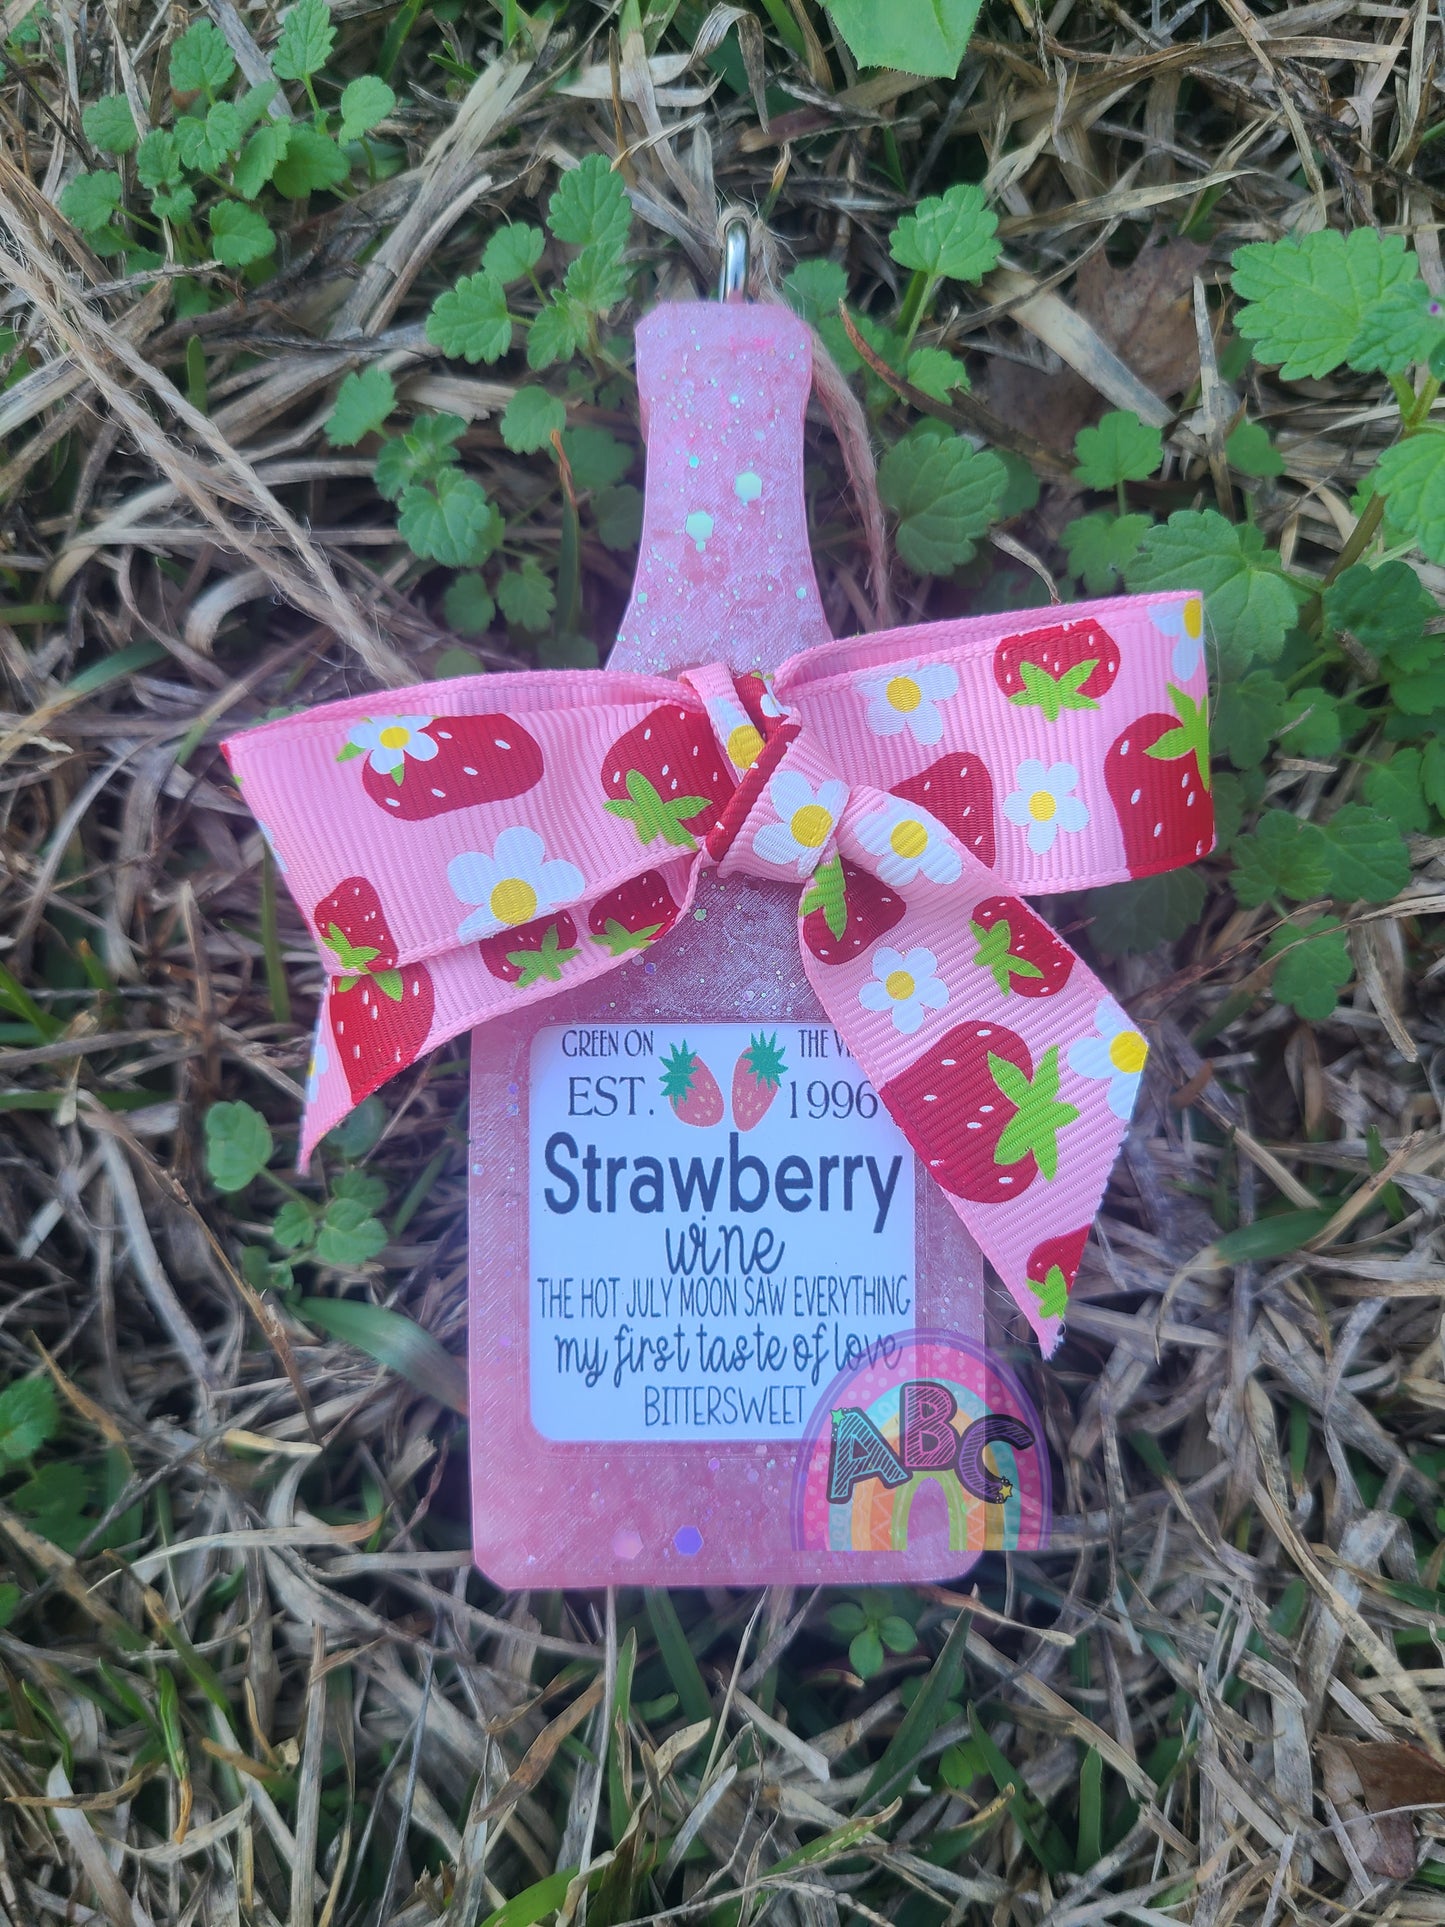 GREEN ON THE
EST. 1996
Strawberry
wine
THE HOT JULY MOON SAW EVERYTHING
my first taste of love
BITTERSWEET
ABC